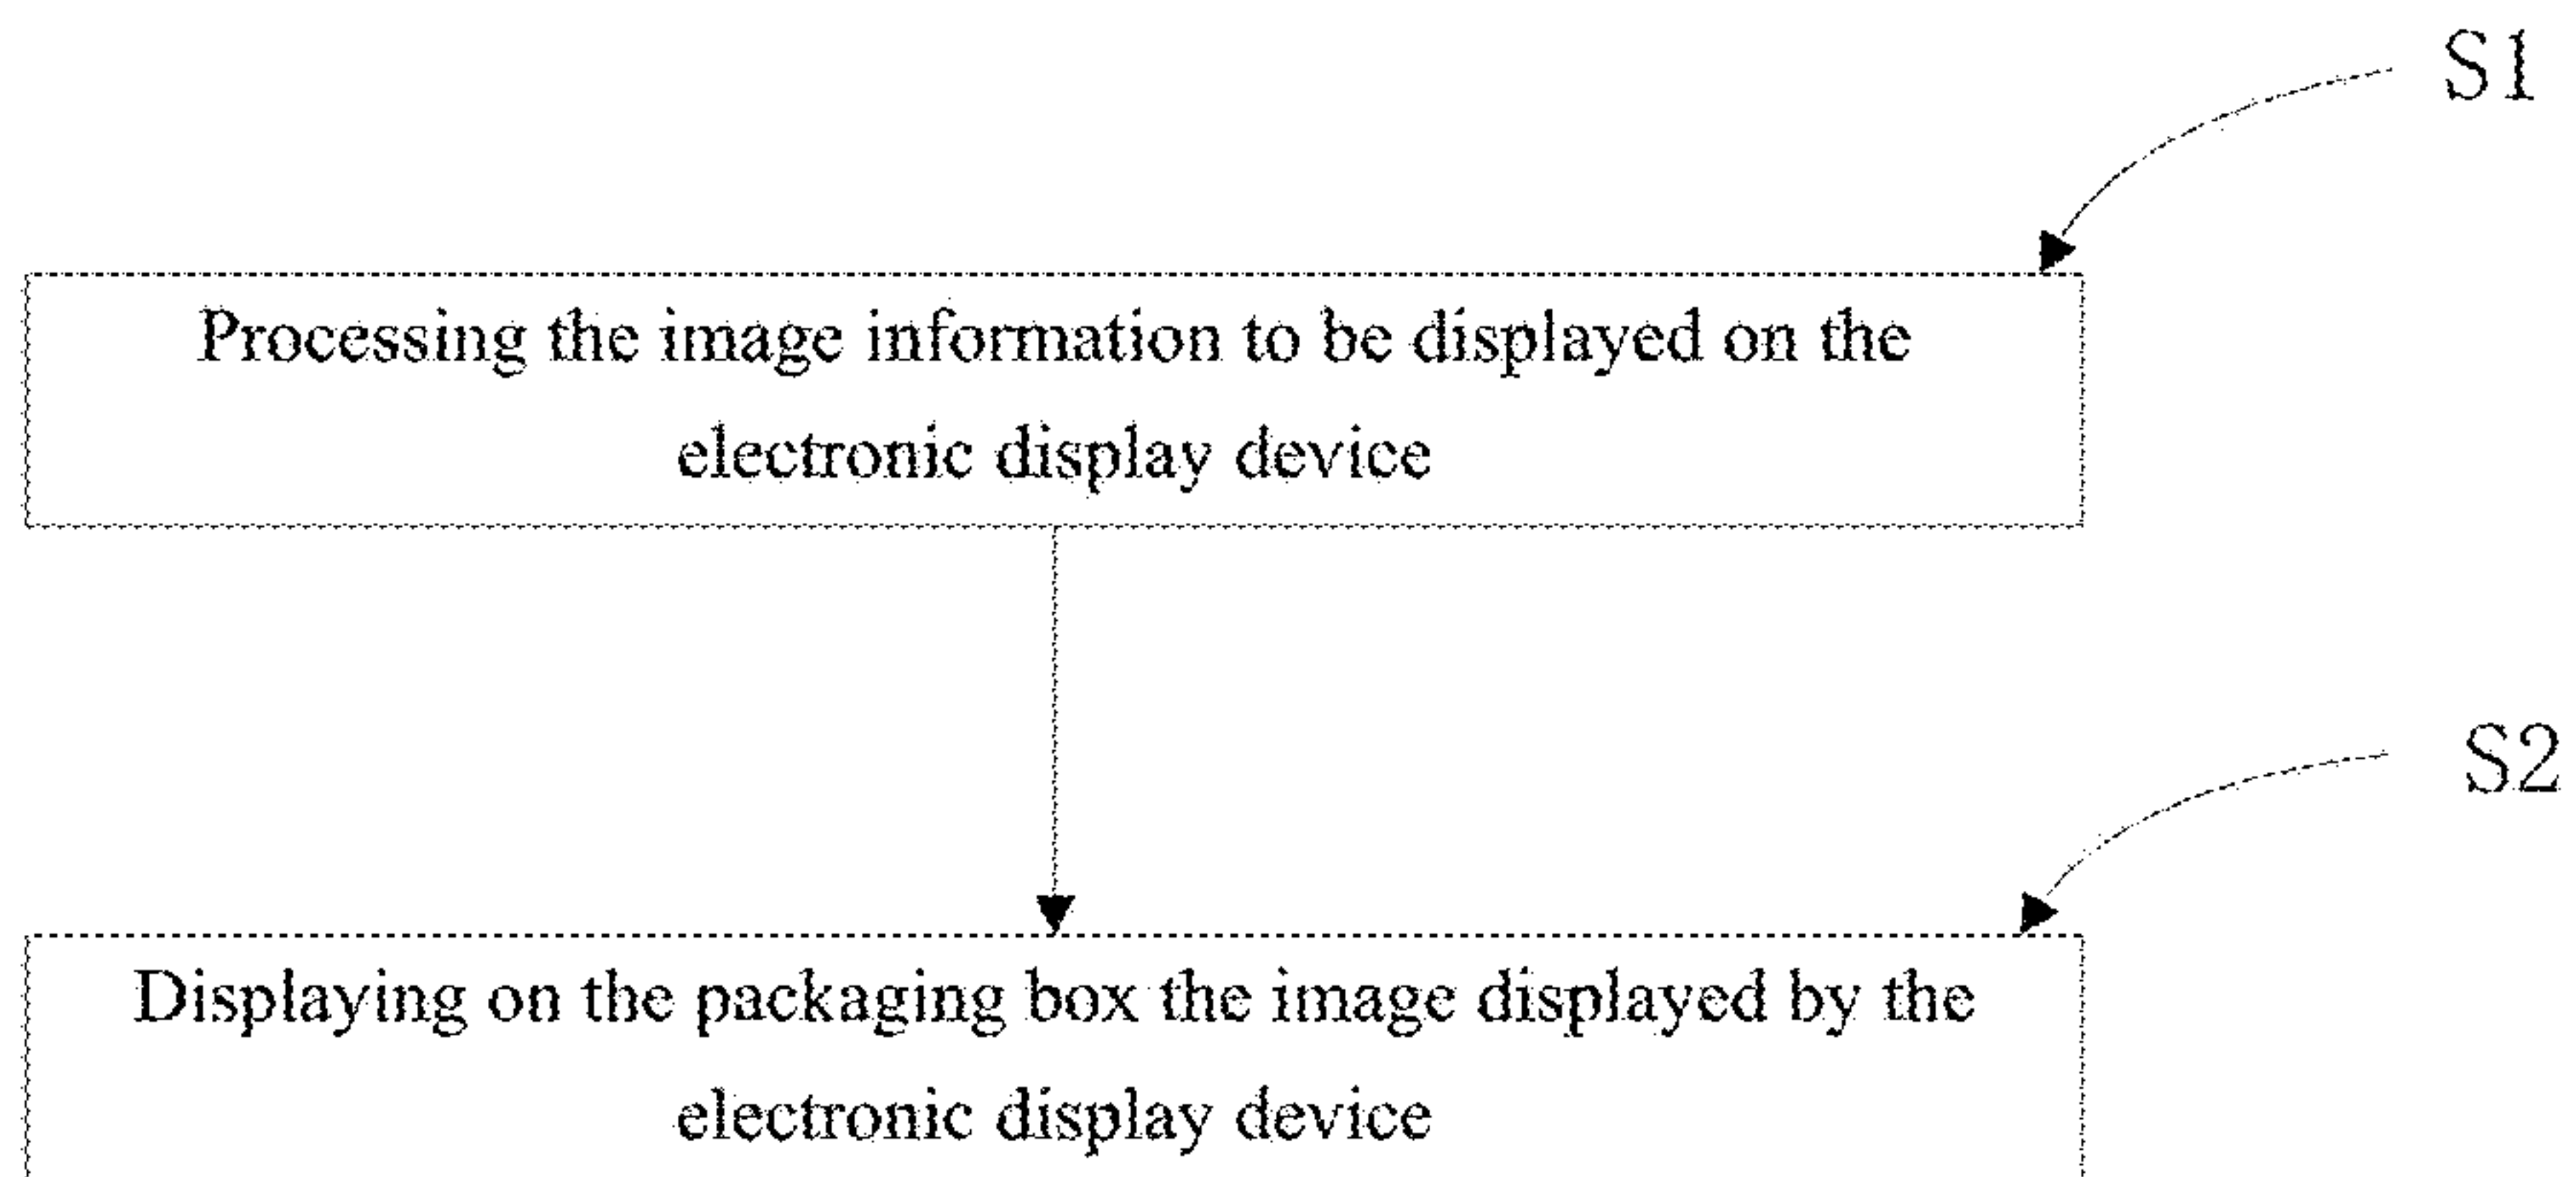 S1
Processing the image information to be displayed on the
electronic display device
S2
Displaying on the packaging box the image displayed by the
electronic display device